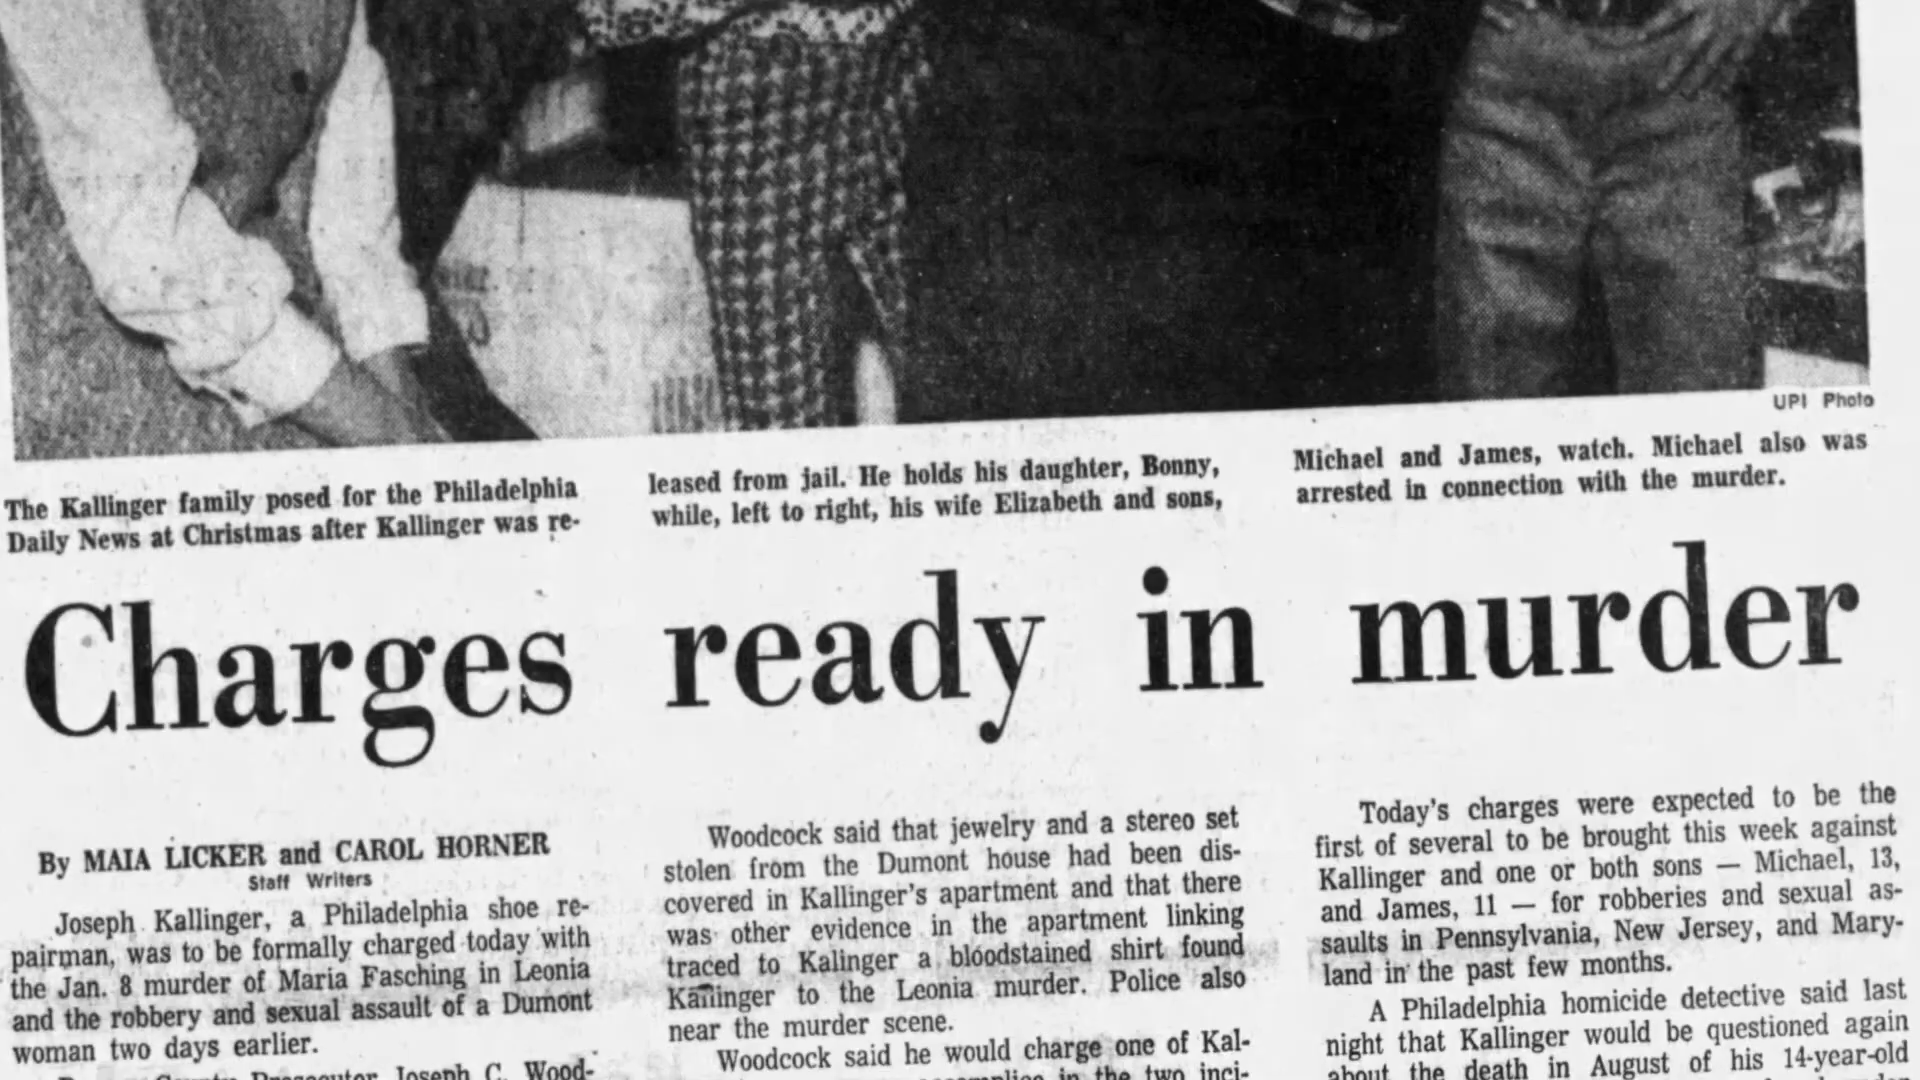 UPI Photo
The Kallinger family posed for the Philadelphia
Daily News at Christmas after Kallinger was re-
leased from jail. He holds his daughter, Bonny,
while, left to right, his wife Elizabeth and sons,
Michael and James, watch. Michael also was
arrested in connection with the murder.
Charges ready in murder
By MAIA LICKER and CAROL HORNER
Staff Writers
Joseph Kallinger, a Philadelphia shoe re-
pairman, was to be formally charged today with
the Jan. 8 murder of Maria Fasching in Leonia
and the robbery and sexual assault of a Dumont
woman two days earlier.
County Prosecutor Joseph C. Wood-
Woodcock said that jewelry and a stereo set
stolen from the Dumont house had been dis-
covered in Kallinger's apartment and that there
was other evidence in the apartment linking
traced to Kalinger a bloodstained shirt found
Kallinger to the Leonia murder. Police also
near the murder scene.
Woodcock said he would charge one of Kal-
accomplice in the two inci-
Today's charges were expected to be the
first of several to be brought this week against
Kallinger and one or both sons — Michael, 13,
and James, 11 — for robberies and sexual as-
saults in Pennsylvania, New Jersey, and Mary-
land in the past few months.
A Philadelphia homicide detective said last
night that Kallinger would be questioned again
about the death in August of his 14-year-old